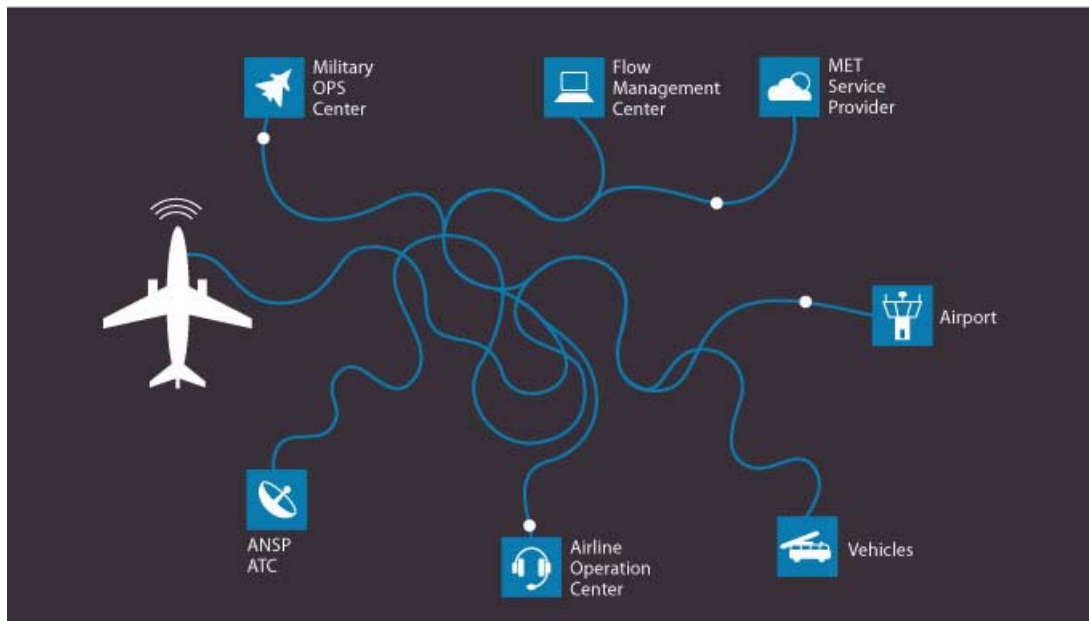 Military
OPS
Center
Flow
Management
Center
MET
Service
Provider
Airport
ANSP
ATC
Airline
Operation
Center
Vehicles